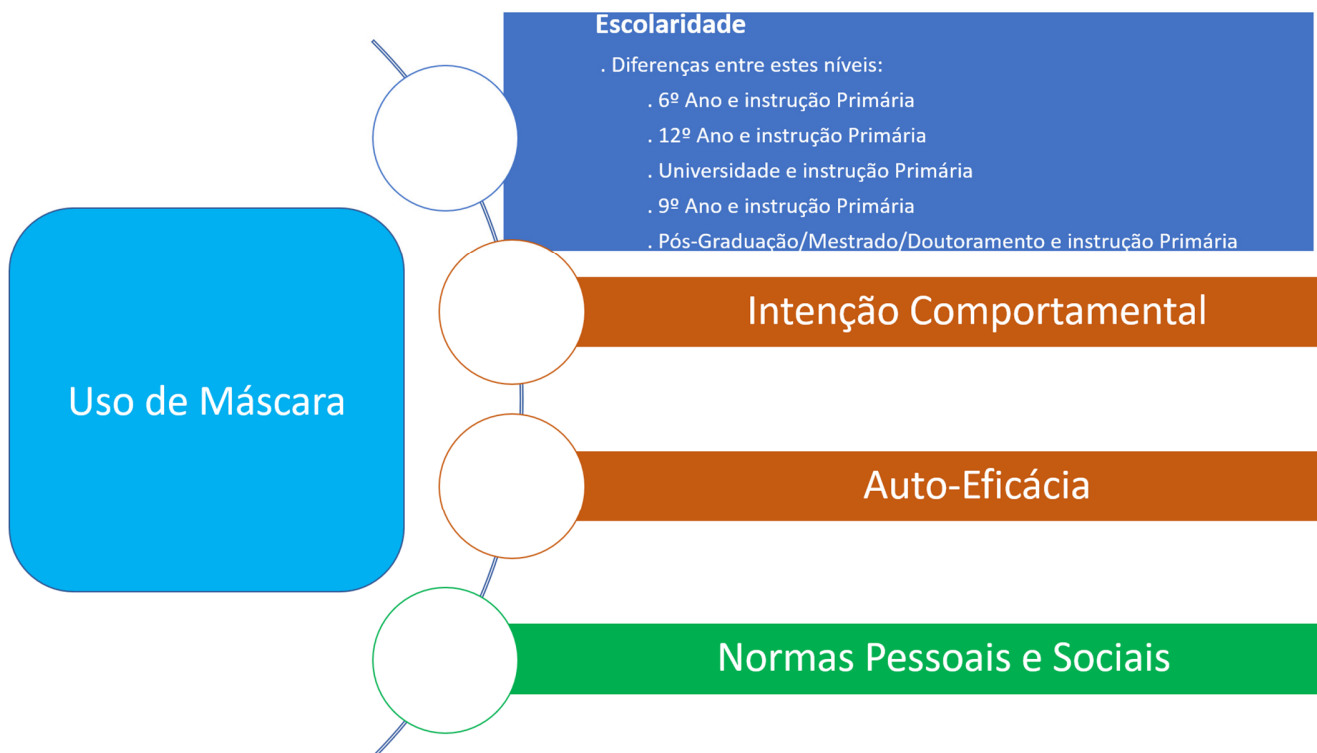 Escolaridade
. Diferenças entre estes níveis:
. 6º Ano e instrução Primária
. 12º Ano e instrução Primária
. Universidade e instrução Primária
. 9º Ano e instrução Primária
. Pós-Graduação/Mestrado/Doutoramento e instrução Primária
Intenção Comportamental
Uso de Máscara
Auto-Eficácia
Normas Pessoais e Sociais